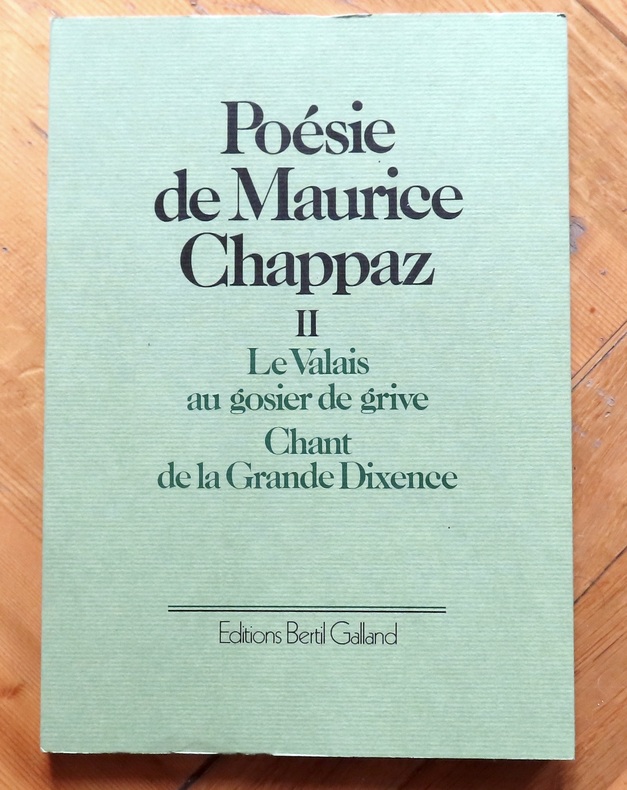 Poésie
de Maurice
Chappaz
II
Le Valais
au gosier de grive
Chant
de la Grande Dixence
Editions Bertil Galland